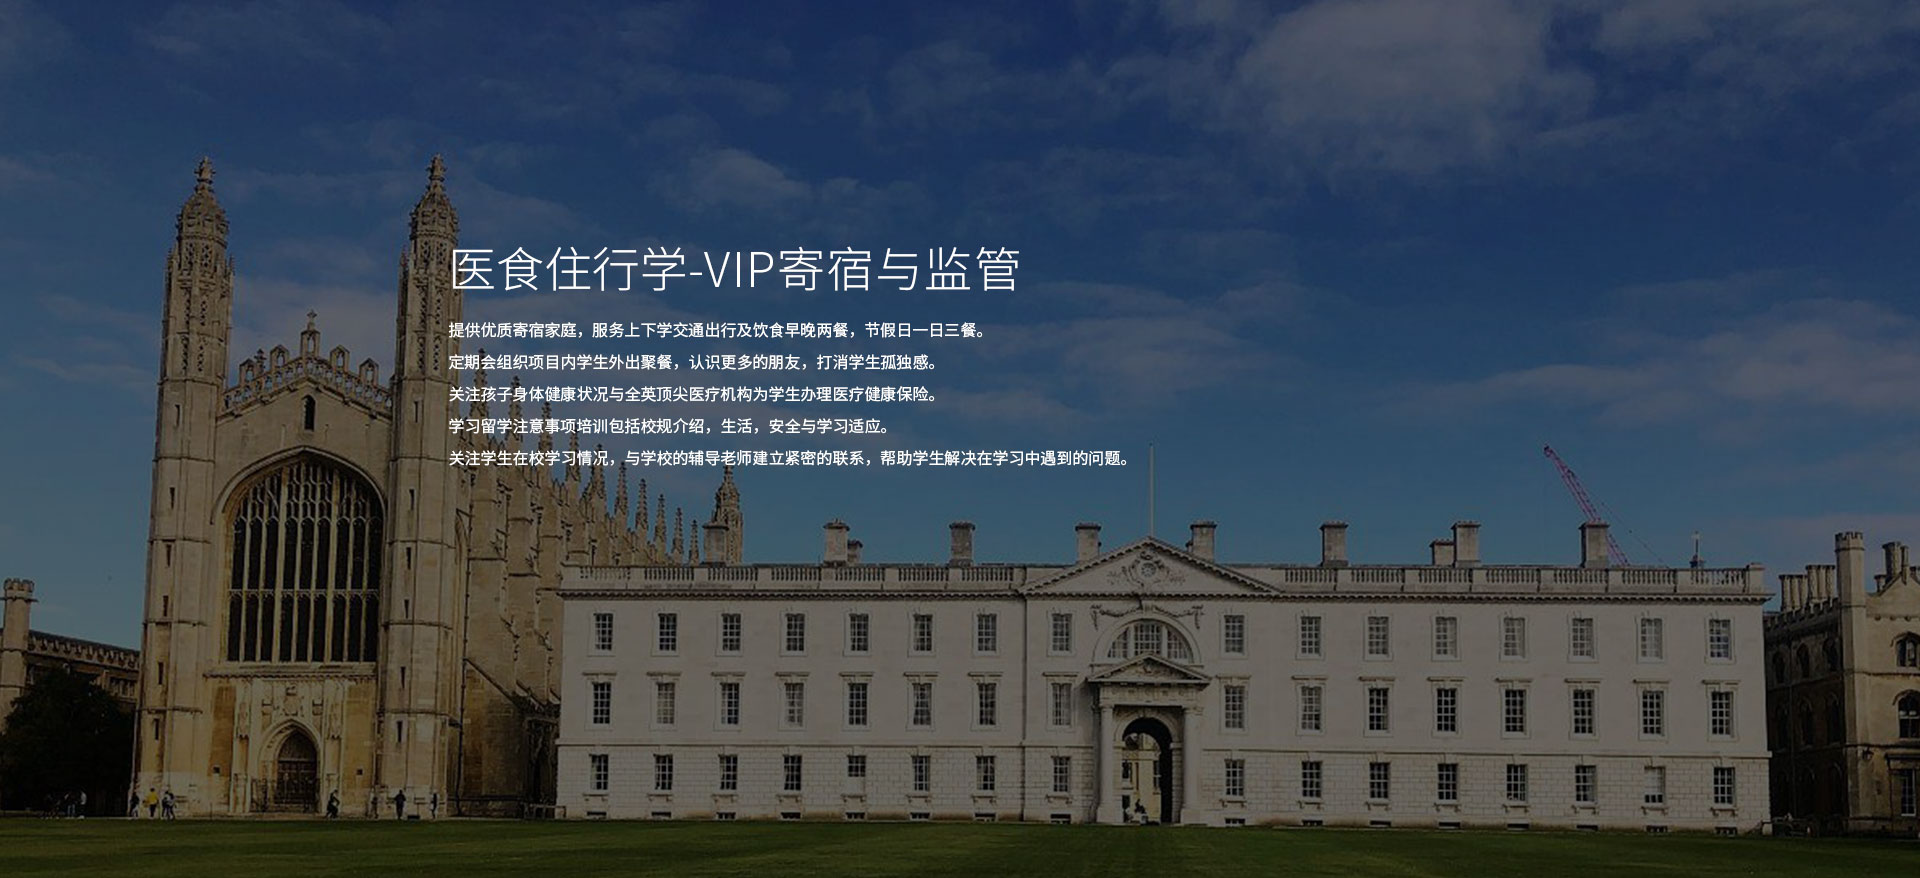 医食住行学-VIP寄宿与监管
提供优质寄宿家庭，服务上下学交通出行及饮食早晚两餐，节假日一日三餐。
定期会组织项目内学生外出聚餐，认识更多的朋友，打消学生孤独感。
关注孩子身体健康状况与全英顶尖医疗机构为学生办理医疗健康保险。
学习留学注意事项培训包括校规介绍，生活，安全与学习适应。
关注学生在校学习情况，与学校的辅导老师建立紧密的联系，帮助学生解决在学习中遇到的问题。